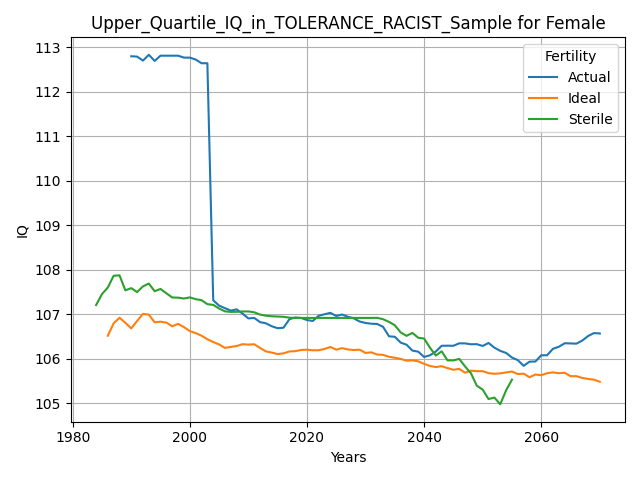 Upper_Quartile_IQ_in_TOLERANCE_RACIST_Sample for Female
113
112
111
110
109
108
107
106
105
IQ
Fertility
Actual
Ideal
Sterile
1980
2000
2020
2040
2060
Years